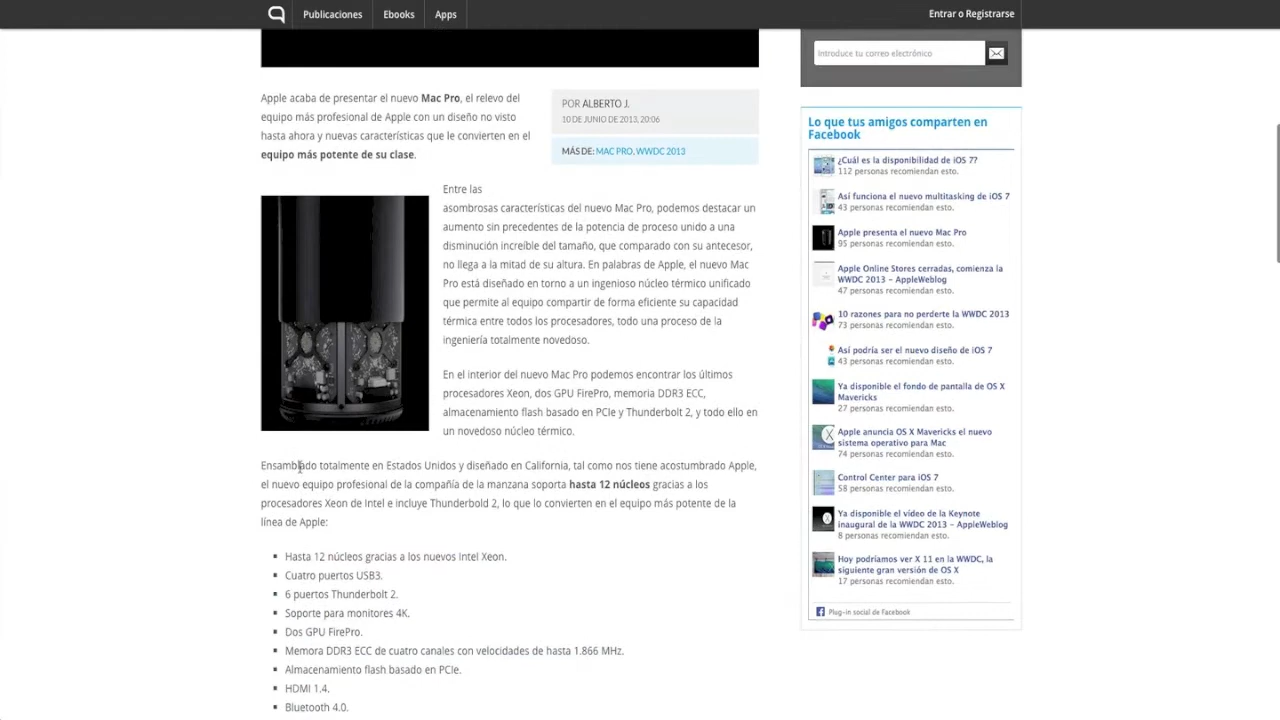 Publicaciones Ebooks Apps Entrar o Registrarse
Apple acaba de presentar el nuevo Mac Pro, el relevo del
equipo más profesional de Apple con un diseño no visto
hasta ahora y nuevas características que le convierten en el
equipo más potente de su clase.
POR ALBERTO J.
10 DE JUNIO DE 2013, 20:06
MÁS DE: MAC PRO, WWDC 2013
Entre las
asombrosas características del nuevo Mac Pro, podemos destacar un
aumento sin precedentes de la potencia de proceso unido a una
disminución increíble del tamaño, que comparado con su antecesor,
no llega a la mitad de su altura. En palabras de Apple, el nuevo Mac
Pro está diseñado en torno a un ingenioso núcleo térmico unificado
que permite al equipo compartir de forma eficiente su capacidad
térmica entre todos los procesadores, todo una proceso de la
ingeniería totalmente novedoso.
En el interior del nuevo Mac Pro podemos encontrar los últimos
procesadores Xeon, dos GPU FirePro, memoria DDR3 ECC,
almacenamiento flash basado en PCIe y Thunderbolt 2, y todo ello en
un novedoso núcleo térmico.
Ensamblado totalmente en Estados Unidos y diseñado en California, tal como nos tiene acostumbrado Apple,
el nuevo equipo profesional de la compañía de la manzana soporta hasta 12 núcleos gracias a los
procesadores Xeon de Intel e incluye Thunderbold 2, lo que lo convierten en el equipo más potente de la
línea de Apple:
▪ Hasta 12 núcleos gracias a los nuevos Intel Xeon.
▪ Cuatro puertos USB3.
▪ 6 puertos Thunderbolt 2.
▪ Soporte para monitores 4K.
▪ Dos GPU FirePro.
▪ Memora DDR3 ECC de cuatro canales con velocidades de hasta 1.866 MHz.
▪ Almacenamiento flash basado en PCIe.
▪ HDMI 1.4.
▪ Bluetooth 4.0.
Introduce tu correo electrónico
Lo que tus amigos comparten en
Facebook
¿Cuál es la disponibilidad de iOS 7?
112 personas recomiendan esto.
Así funciona el nuevo multitasking de iOS 7
43 personas recomiendan esto.
Apple presenta el nuevo Mac Pro
95 personas recomiendan esto.
Apple Online Stores cerradas, comienza la
WWDC 2013 – AppleWeblog
47 personas recomiendan esto.
10 razones para no perderte la WWDC 2013
73 personas recomiendan esto.
Así podría ser el nuevo diseño de iOS 7
43 personas recomiendan esto.
Ya disponible el fondo de pantalla de OS X
Mavericks
27 personas recomiendan esto.
Apple anuncia OS X Mavericks el nuevo
sistema operativo para Mac
74 personas recomiendan esto.
Control Center para iOS 7
58 personas recomiendan esto.
Ya disponible el vídeo de la Keynote
inaugural de la WWDC 2013 – AppleWeblog
8 personas recomiendan esto.
Hoy podríamos ver X 11 en la WWDC, la
siguiente gran versión de OS X
17 personas recomiendan esto.
Plug-in social de Facebook